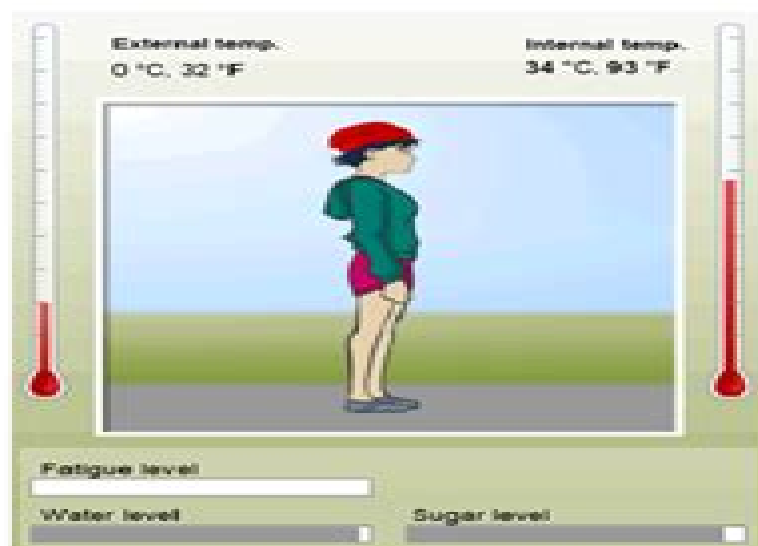 External temp.
0 °C, 32 °F
Internal temp.
34 °C, 93 °F
Fatigue level
Water level
Sugar level